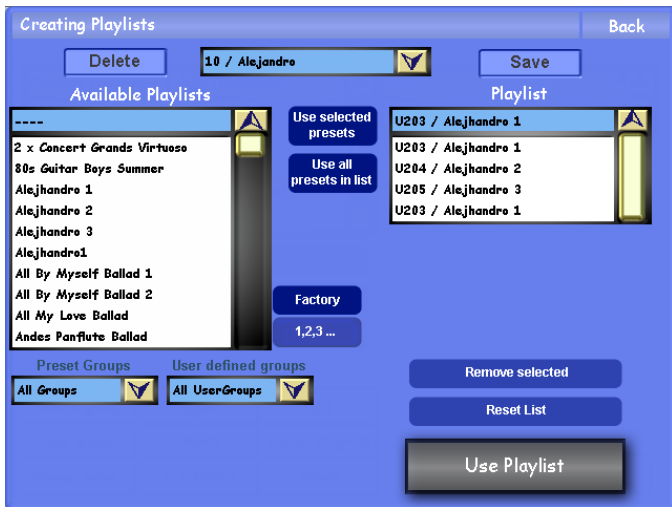 Creating Playlists
Back
Delete
10 / Alejandro
Save
Available Playlists
Playlist
----
2 x Concert Grands Virtuoso
80s Guitar Boys Summer
Alejhandro 1
Alejhandro 2
Alejhandro 3
Alejhandro1
All By Myself Ballad 1
All By Myself Ballad 2
All My Love Ballad
Andes Panflute Ballad
Use selected
presets
Use all
presets in list
U203 / Alejhandro 1
U203 / Alejhandro 1
U204 / Alejhandro 2
U205 / Alejhandro 3
U203 / Alejhandro 1
Factory
1,2,3 ...
Preset Groups
User defined groups
All Groups
All UserGroups
Remove selected
Reset List
Use Playlist